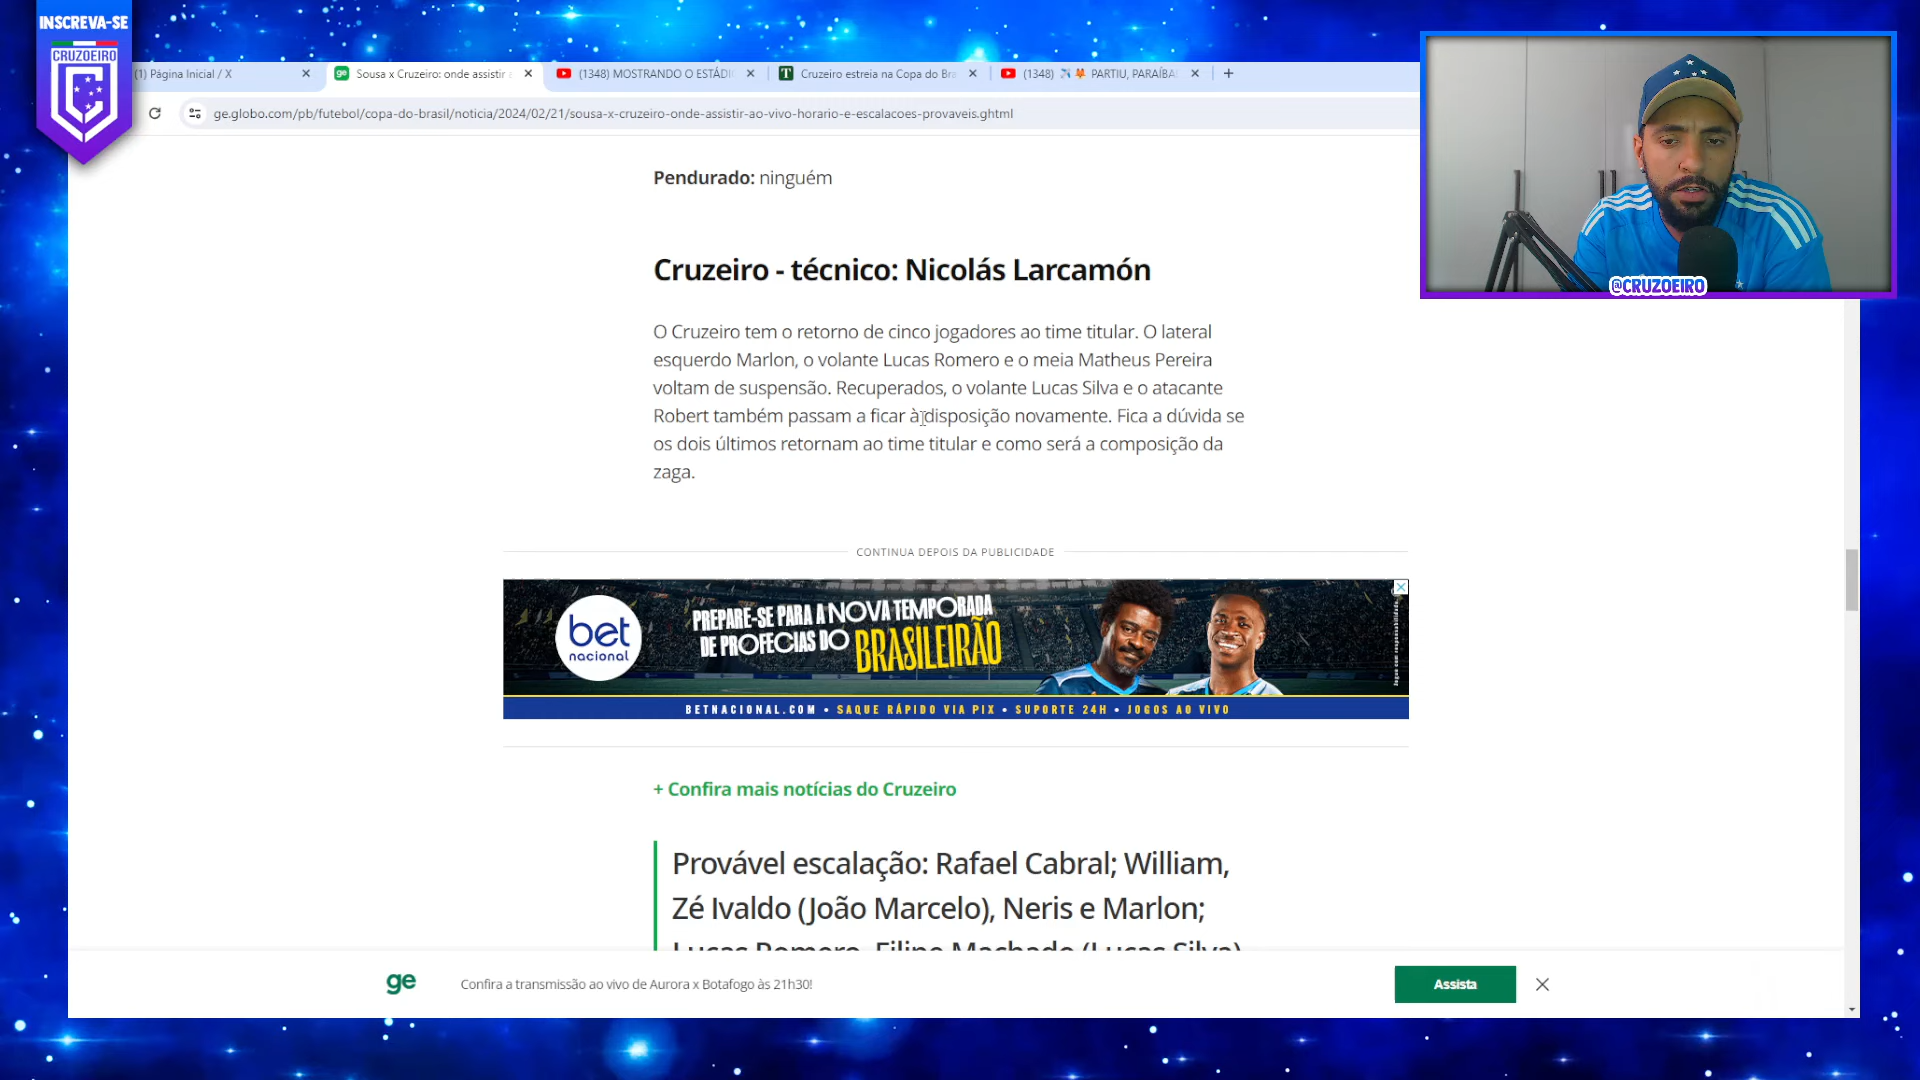 INSCREVA-SE
CRUZOEIRO
(1) Página Inicial / X
Sousa x Cruzeiro: onde assistir
(1348) MOSTRANDO O ESTÁDI
Cruzeiro estreia na Copa do Bra
(1348) PARTIU, PARAÍBA
ge.globo.com/pb/futebol/copa-do-brasil/noticia/2024/02/21/sousa-x-cruzeiro-onde-assistir-ao-vivo-horario-e-escalacoes-provaveis.ghtml
@CRUZOEIRO
Pendurado: ninguém
Cruzeiro - técnico: Nicolás Larcamón
O Cruzeiro tem o retorno de cinco jogadores ao time titular. O lateral
esquerdo Marlon, o volante Lucas Romero e o meia Matheus Pereira
voltam de suspensão. Recuperados, o volante Lucas Silva e o atacante
Robert também passam a ficar à disposição novamente. Fica a dúvida se
os dois últimos retornam ao time titular e como será a composição da
zaga.
CONTINUA DEPOIS DA PUBLICIDADE
bet
nacional
PREPARE-SE PARA A NOVA TEMPORADA
DE PROFECIAS DO BRASILEIRÃO
BETNACIONAL.COM • SAQUE RÁPIDO VIA PIX • SUPORTE 24H • JOGOS AO VIVO
+ Confira mais notícias do Cruzeiro
Provável escalação: Rafael Cabral; William,
Zé Ivaldo (João Marcelo), Neris e Marlon;
Lucas Romero, Filipe Machado (Lucas Silva)
ge
Confira a transmissão ao vivo de Aurora x Botafogo às 21h30!
Assista